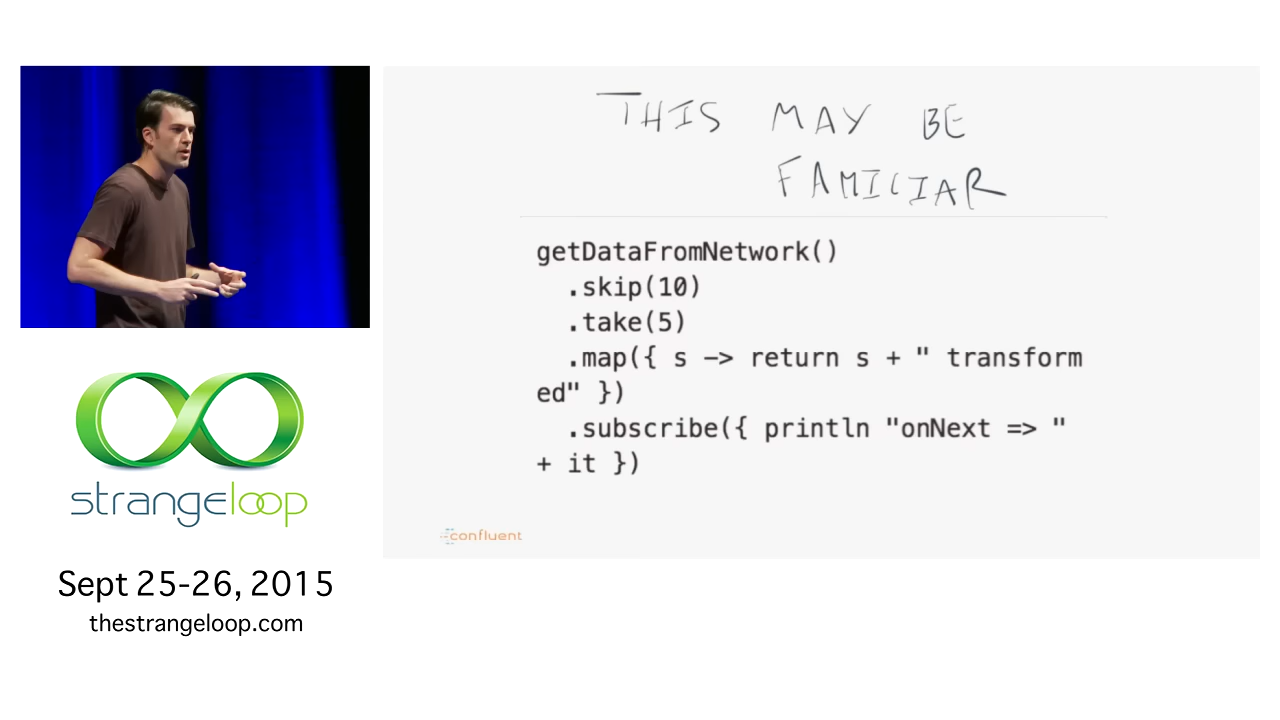 THIS MAY BE
FAMILIAR
getDataFromNetwork()
.skip(10)
.take(5)
.map({ s -> return s + " transform
ed" })
.subscribe({ println "onNext => "
+ it })
confluent
strangeloop
Sept 25-26, 2015
thestrangeloop.com